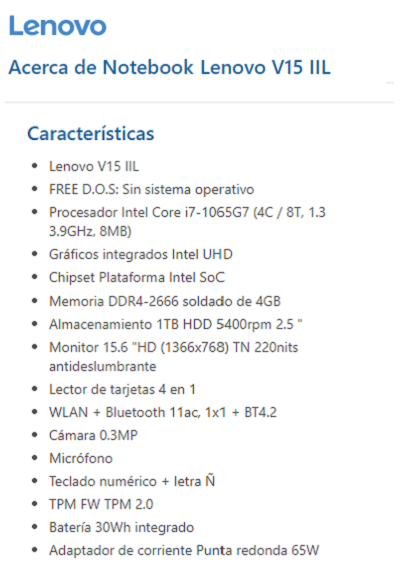 Lenovo
Acerca de Notebook Lenovo V15 IIL
Características
• Lenovo V15 IIL
• FREE D.O.S: Sin sistema operativo
• Procesador Intel Core i7-1065G7 (4C / 8T, 1.3
3.9GHz, 8MB)
• Gráficos integrados Intel UHD
• Chipset Plataforma Intel SoC
• Memoria DDR4-2666 soldado de 4GB
• Almacenamiento 1TB HDD 5400rpm 2.5 "
• Monitor 15.6 "HD (1366x768) TN 220nits
antideslumbrante
• Lector de tarjetas 4 en 1
• WLAN + Bluetooth 11ac, 1x1 + BT4.2
• Cámara 0.3MP
• Micrófono
• Teclado numérico + letra Ñ
• TPM FW TPM 2.0
• Batería 30Wh integrado
• Adaptador de corriente Punta redonda 65W